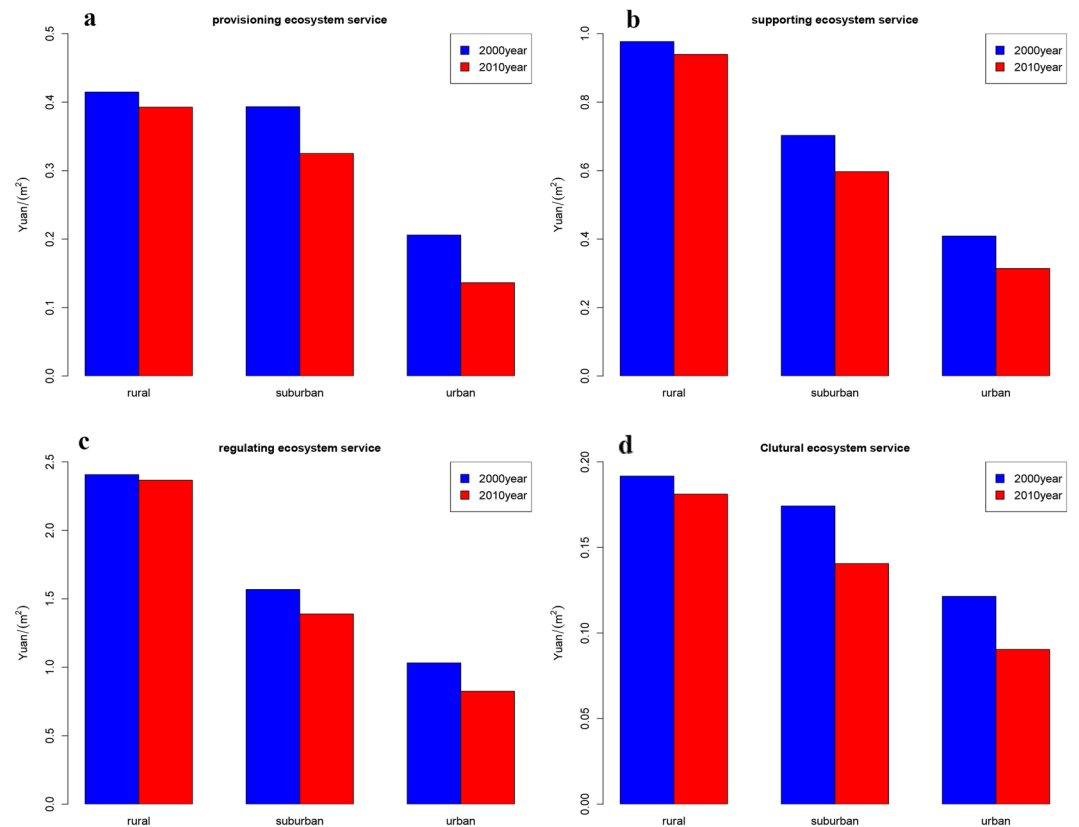 a
provisioning ecosystem service
0.5
0.4
0.3
0.2
0.1
0.0
Yuan/(m²)
2000year
2010year
rural
suburban
urban
b
supporting ecosystem service
1.0
0.8
0.6
0.4
0.2
0.0
Yuan/(m²)
2000year
2010year
rural
suburban
urban
c
regulating ecosystem service
2.5
2.0
1.5
1.0
0.5
0.0
Yuan/(m²)
2000year
2010year
rural
suburban
urban
d
Clutural ecosystem service
0.20
0.15
0.10
0.05
0.00
Yuan/(m²)
2000year
2010year
rural
suburban
urban